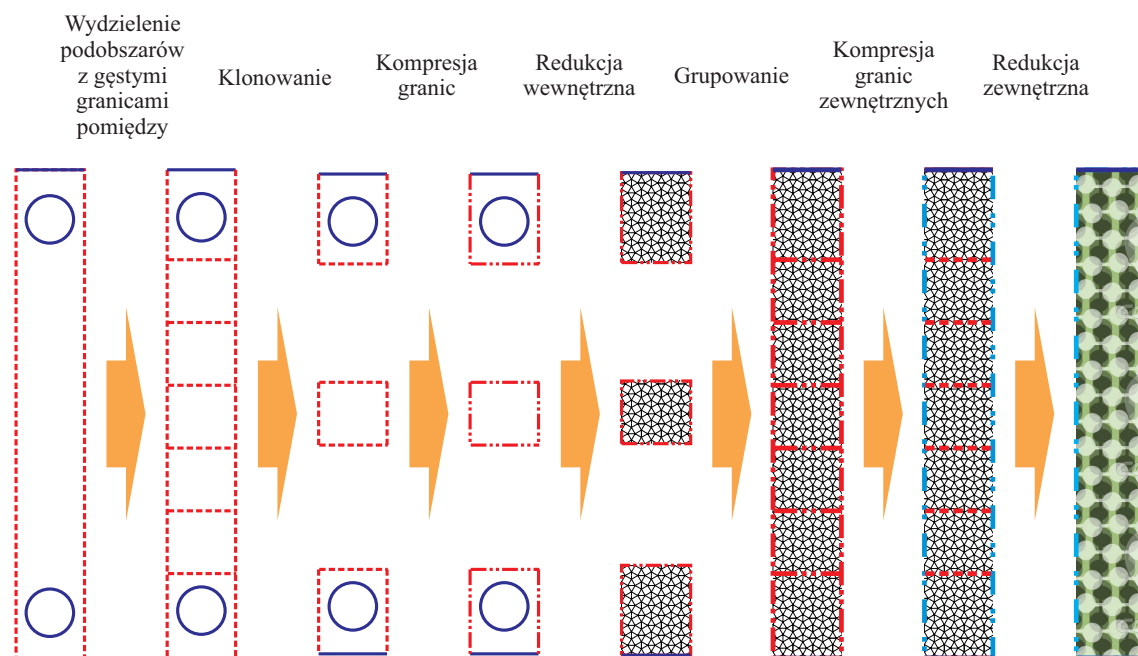 Wydzielenie
podobszarów
z gęstymi
granicami
pomiędzy
Klonowanie
Kompresja
granic
Redukcja
wewnętrzna
Grupowanie
Kompresja
granic
zewnętrznych
Redukcja
zewnętrzna